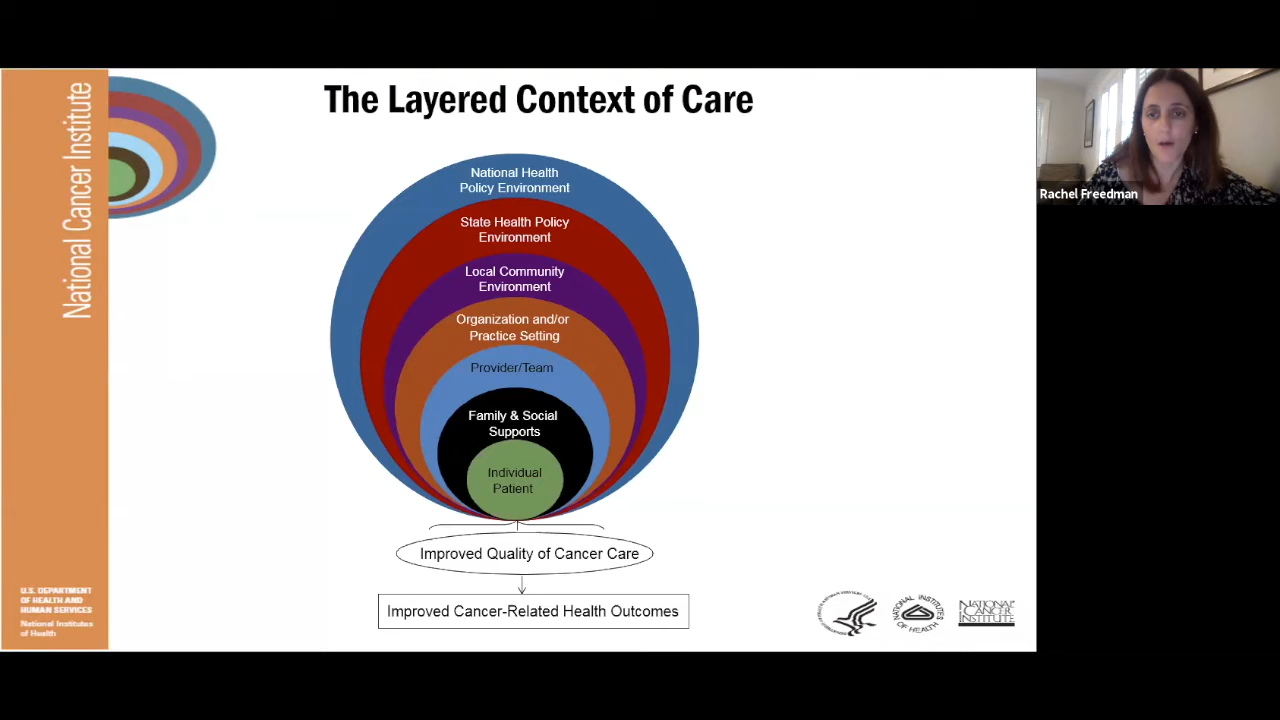 The Layered Context of Care
National Cancer Institute
National Health
Policy Environment
State Health Policy
Environment
Local Community
Environment
Organization and/or
Practice Setting
Provider/Team
Family & Social
Supports
Individual
Patient
Improved Quality of Cancer Care
Improved Cancer-Related Health Outcomes
U.S. DEPARTMENT
OF HEALTH AND
HUMAN SERVICES
National Institutes
of Health
NATIONAL INSTITUTES
OF HEALTH
NATIONAL
CANCER
INSTITUTE
Rachel Freedman